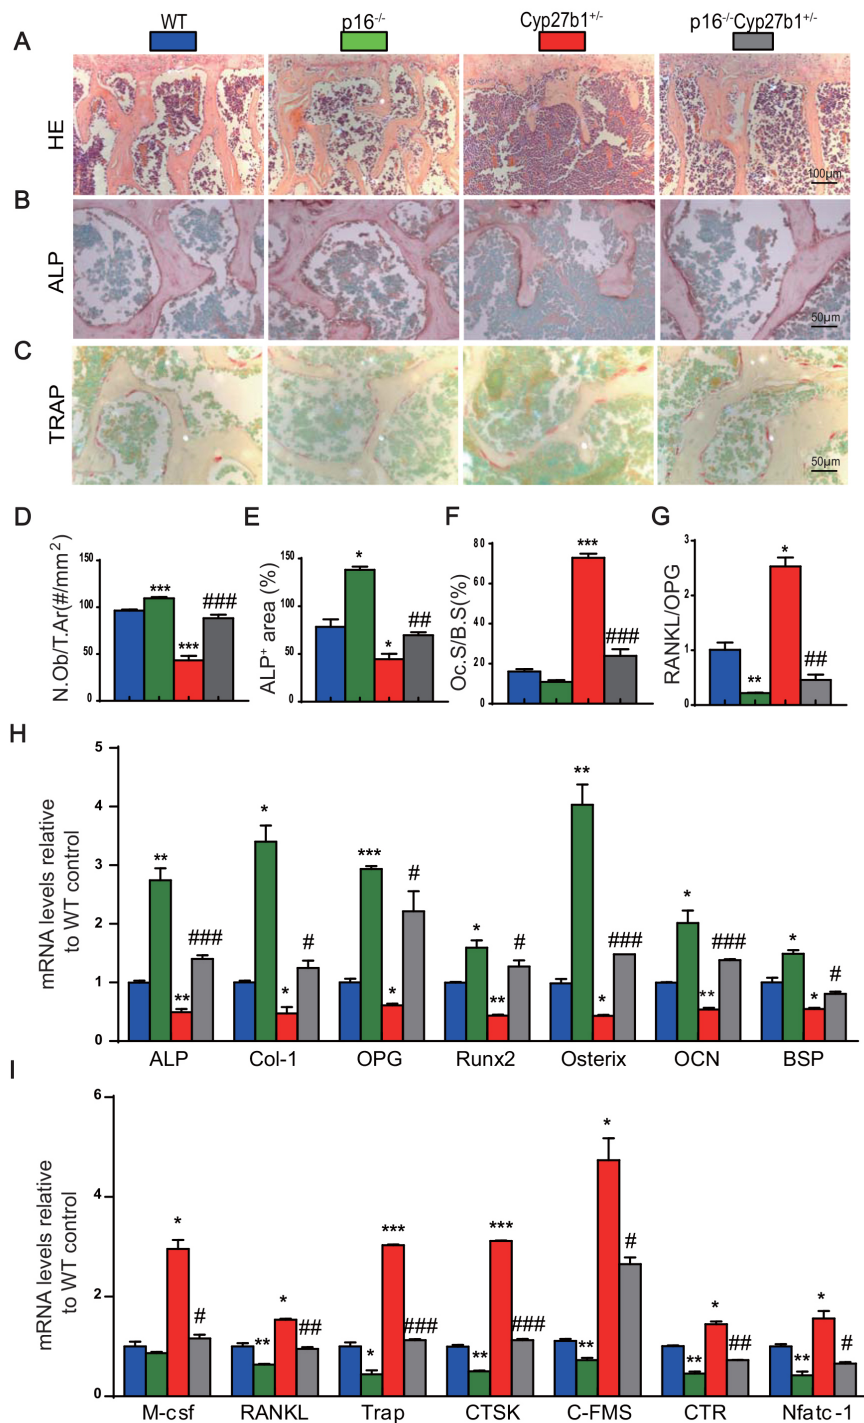 WT p16-/- Cyp27b1+/- p16-/-Cyp27b1+/-
A
HE
100μm
B
ALP
50μm
C
TRAP
50μm
D E F G
N.Ob/T.Ar(#/mm2)
150
100
50
0
***
***
###
ALP+ area (%)
150
100
50
0
*
*
##
Oc.S/B.S(%)
80
60
40
20
0
***
###
RANKL/OPG
3
2
1
0
**
*
##
H
mRNA levels relative
to WT control
5
4
3
2
1
0
** ** ###
* * #
*** * #
* ** #
** * ###
* ** ###
* * #
ALP Col-1 OPG Runx2 Osterix OCN BSP
I
mRNA levels relative
to WT control
6
4
2
0
* #
** * ##
* *** ###
** *** ###
** * #
** * ##
** * #
M-csf RANKL Trap CTSK C-FMS CTR Nfatc-1